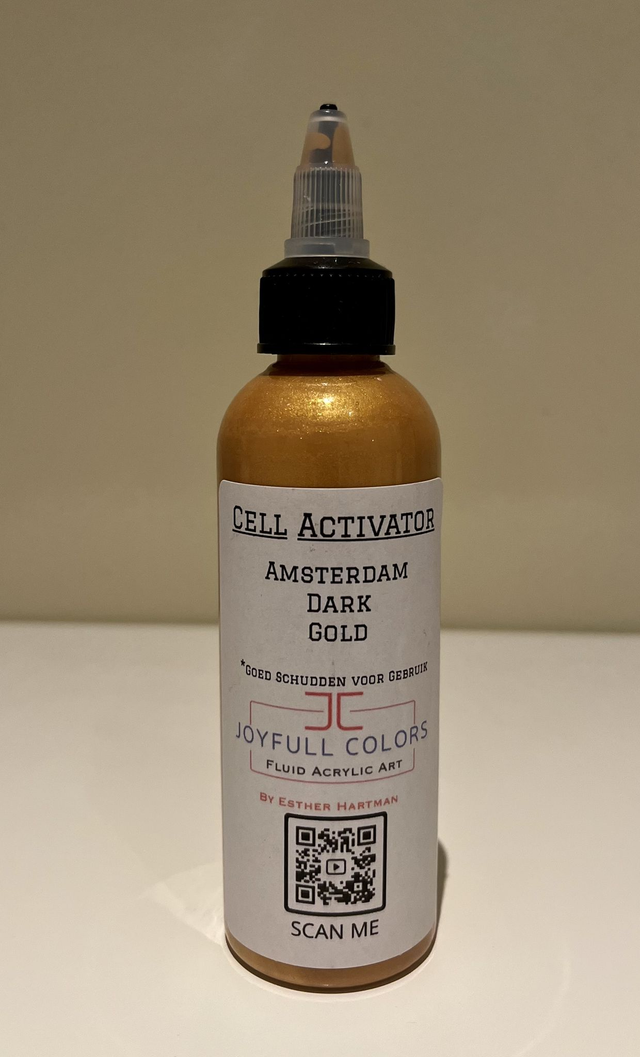 Cell Activator
Amsterdam
Dark
Gold
*Goed Schudden voor Gebruik
JC
JOYFULL COLORS
Fluid Acrylic Art
By Esther Hartman
SCAN ME